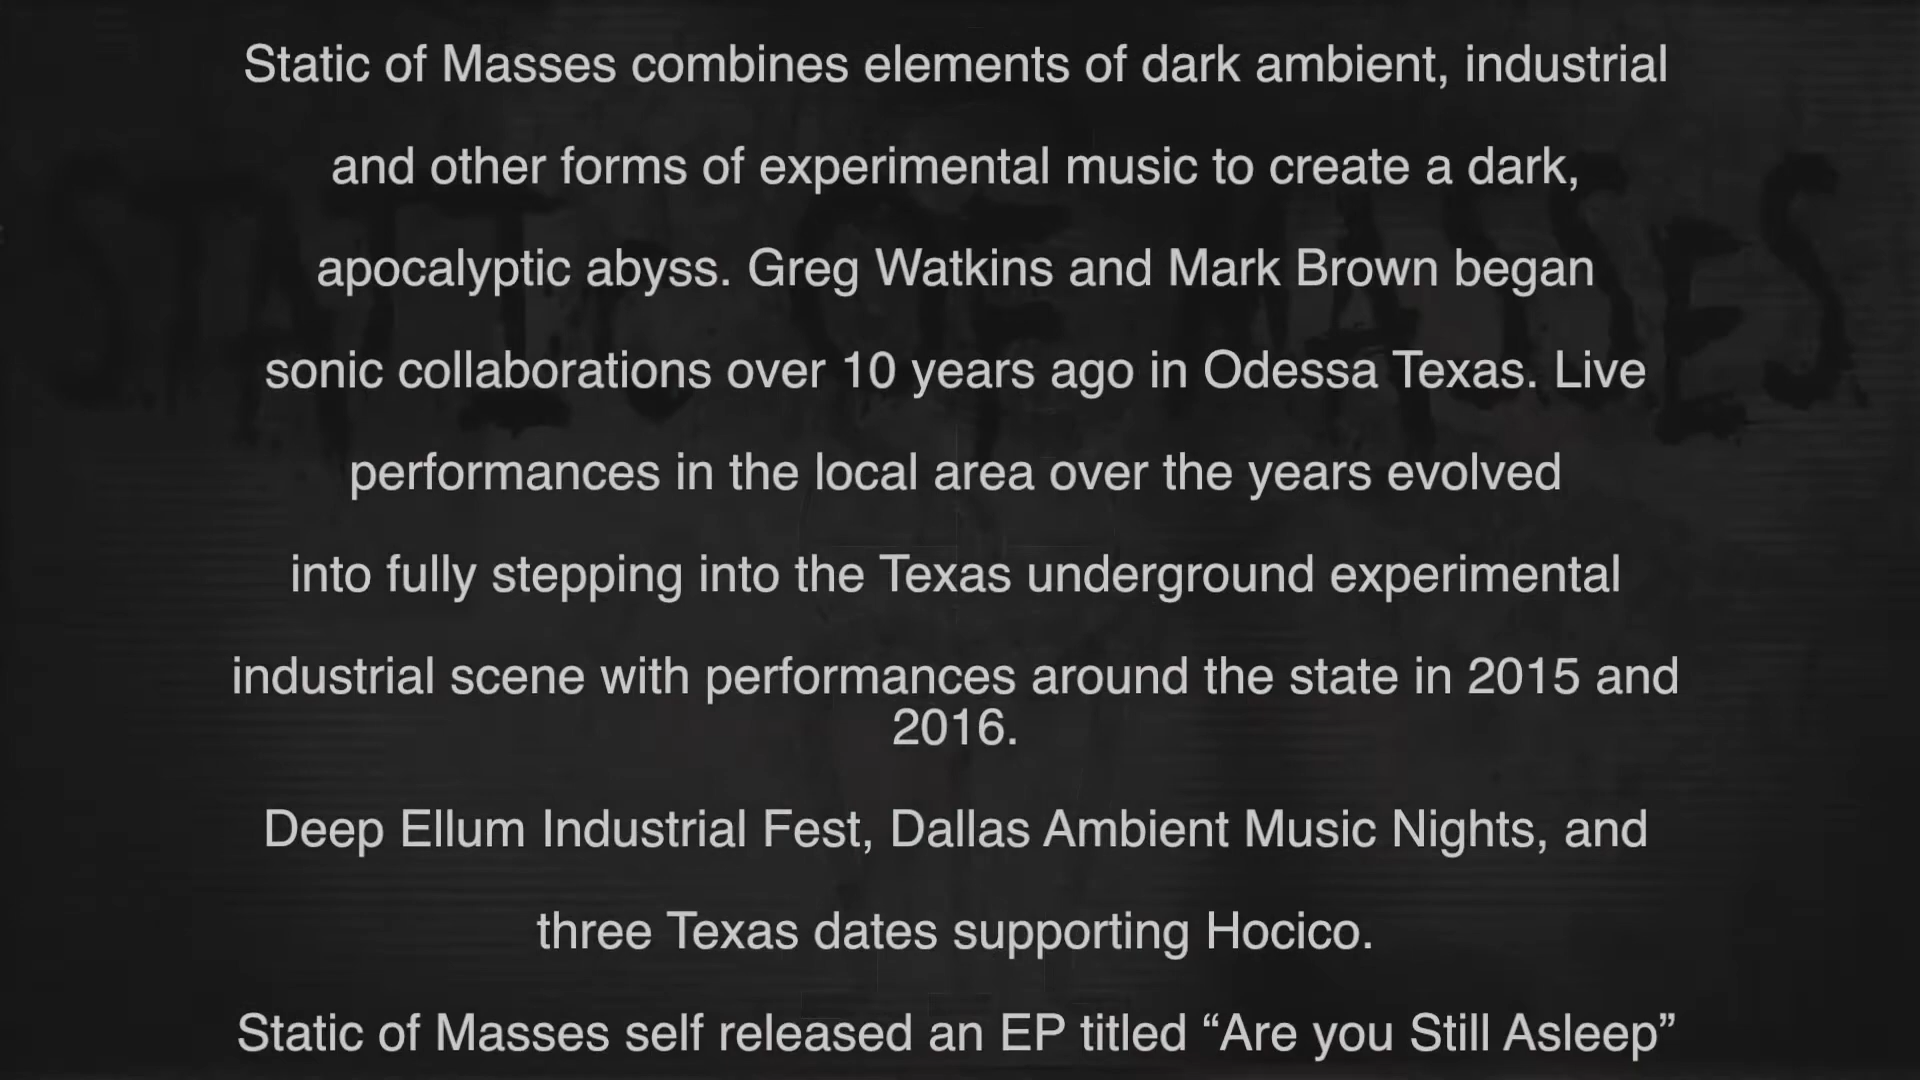 Static of Masses combines elements of dark ambient, industrial
and other forms of experimental music to create a dark,
apocalyptic abyss. Greg Watkins and Mark Brown began
sonic collaborations over 10 years ago in Odessa Texas. Live
performances in the local area over the years evolved
into fully stepping into the Texas underground experimental
industrial scene with performances around the state in 2015 and
2016.
Deep Ellum Industrial Fest, Dallas Ambient Music Nights, and
three Texas dates supporting Hocico.
Static of Masses self released an EP titled “Are you Still Asleep”
STATIC OF MASSES